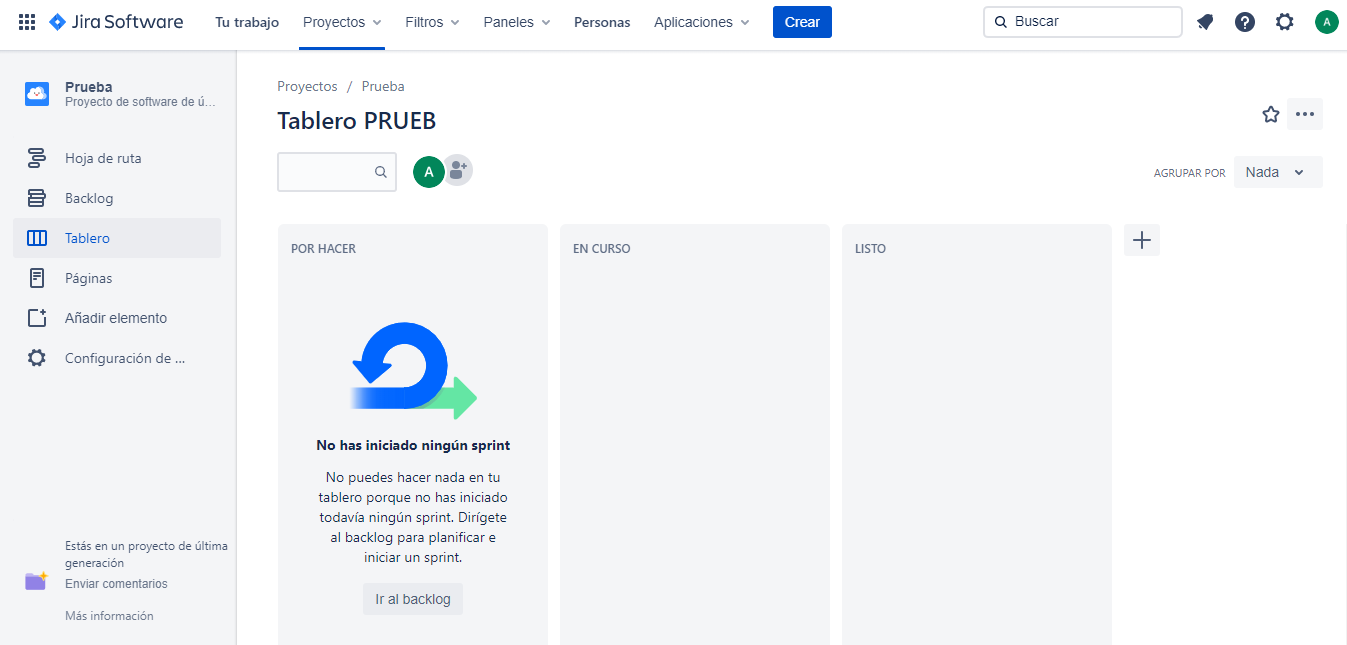 Jira Software Tu trabajo Proyectos Filtros Paneles Personas Aplicaciones Crear Buscar A
Prueba
Proyecto de software de ú...
Hoja de ruta
Backlog
Tablero
Páginas
Añadir elemento
Configuración de ...
Estás en un proyecto de última
generación
Enviar comentarios
Más información
Proyectos / Prueba
Tablero PRUEB
A
AGRUPAR POR Nada
POR HACER EN CURSO LISTO
No has iniciado ningún sprint
No puedes hacer nada en tu
tablero porque no has iniciado
todavía ningún sprint. Dirígete
al backlog para planificar e
iniciar un sprint.
Ir al backlog